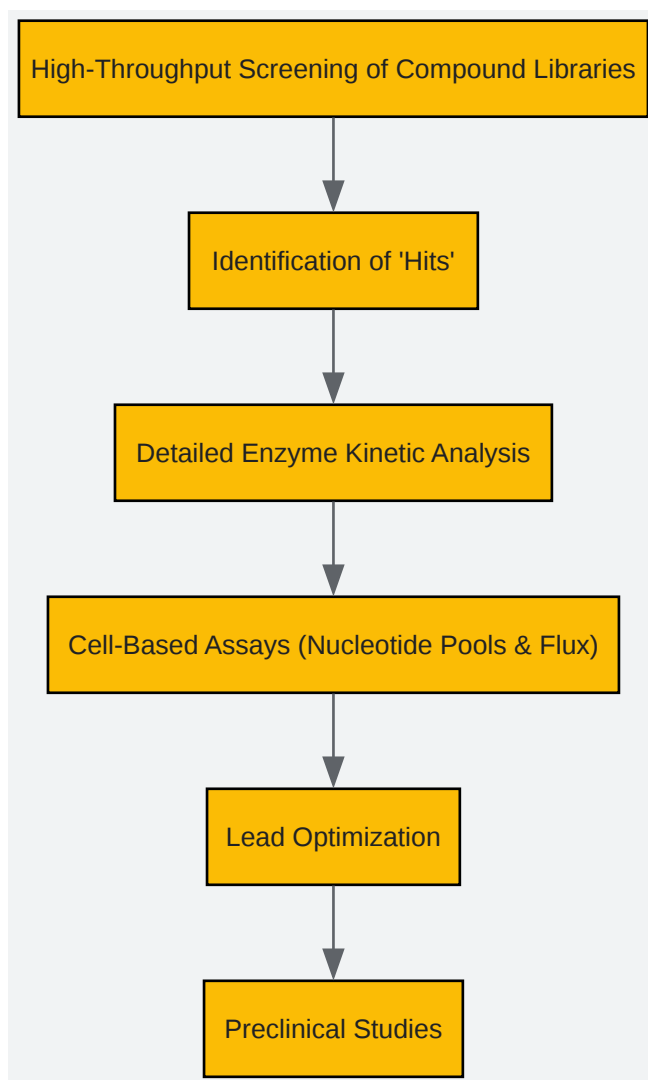 High-Throughput Screening of Compound Libraries
Identification of 'Hits'
Detailed Enzyme Kinetic Analysis
Cell-Based Assays (Nucleotide Pools & Flux)
Lead Optimization
Preclinical Studies